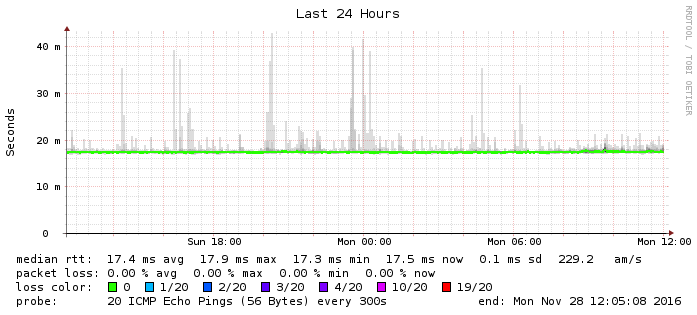 Last 24 Hours
RRDTOOL / TOBI OETIKER
Seconds
40 m
30 m
20 m
10 m
0
Sun 18:00 Mon 00:00 Mon 06:00 Mon 12:00
median rtt: 17.4 ms avg 17.9 ms max 17.3 ms min 17.5 ms now 0.1 ms sd 229.2 am/s
packet loss: 0.00 % avg 0.00 % max 0.00 % min 0.00 % now
loss color: 0 1/20 2/20 3/20 4/20 10/20 19/20
probe: 20 ICMP Echo Pings (56 Bytes) every 300s end: Mon Nov 28 12:05:08 2016